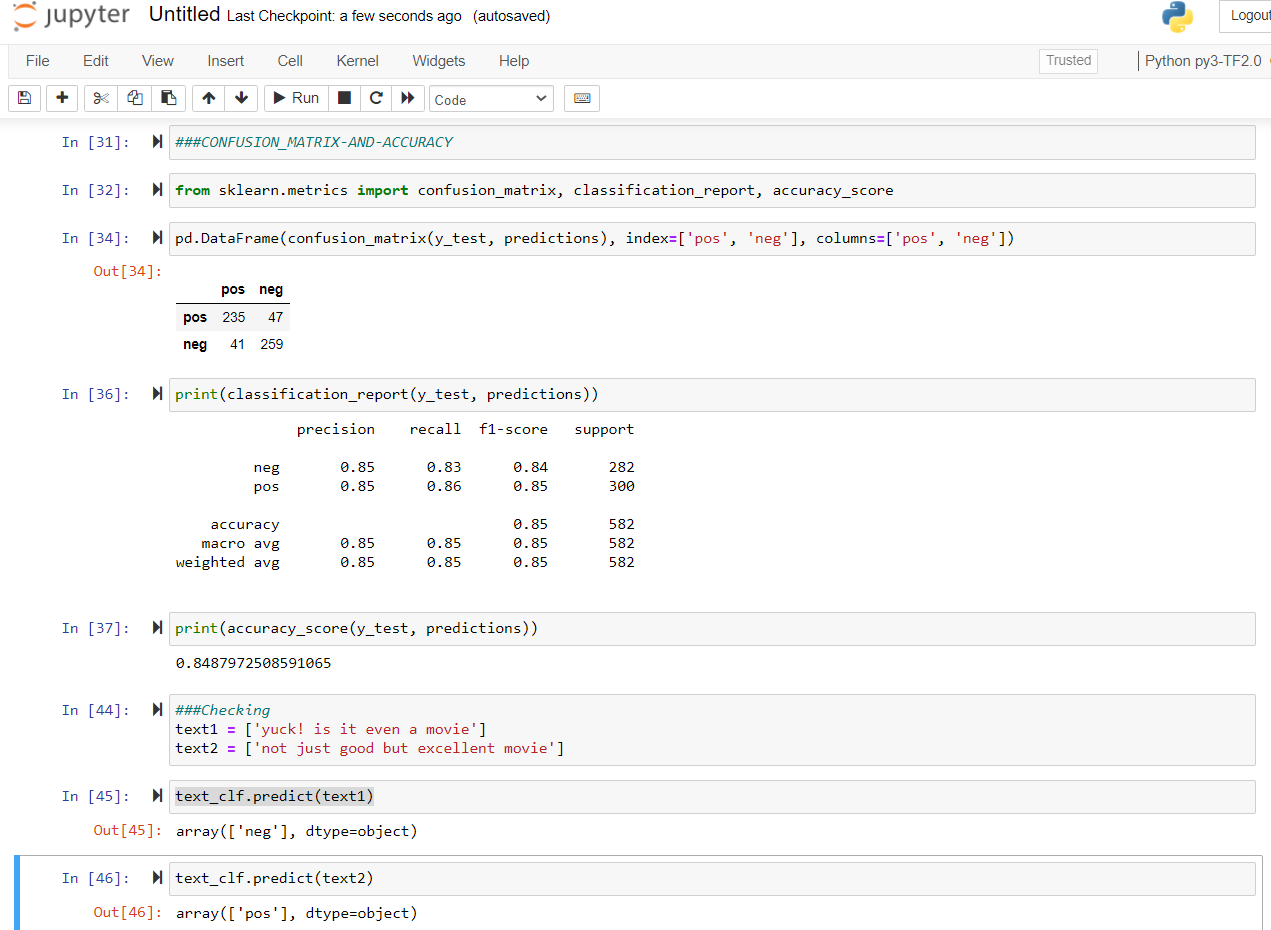 jupyter Untitled Last Checkpoint: a few seconds ago (autosaved) Logout
File Edit View Insert Cell Kernel Widgets Help Trusted Python py3-TF2.0
Run Code
In [31]: ###CONFUSION_MATRIX-AND-ACCURACY
In [32]: from sklearn.metrics import confusion_matrix, classification_report, accuracy_score
In [34]: pd.DataFrame(confusion_matrix(y_test, predictions), index=['pos', 'neg'], columns=['pos', 'neg'])
Out[34]:
pos neg
pos 235 47
neg 41 259
In [36]: print(classification_report(y_test, predictions))
precision recall f1-score support
neg 0.85 0.83 0.84 282
pos 0.85 0.86 0.85 300
accuracy 0.85 582
macro avg 0.85 0.85 0.85 582
weighted avg 0.85 0.85 0.85 582
In [37]: print(accuracy_score(y_test, predictions))
0.8487972508591065
In [44]: ###Checking
text1 = ['yuck! is it even a movie']
text2 = ['not just good but excellent movie']
In [45]: text_clf.predict(text1)
Out[45]: array(['neg'], dtype=object)
In [46]: text_clf.predict(text2)
Out[46]: array(['pos'], dtype=object)